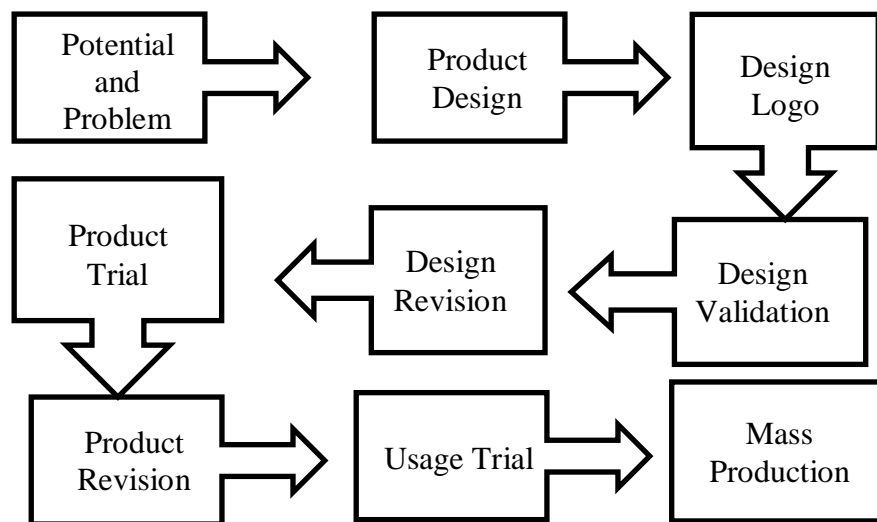 Potential
and
Problem
Product
Design
Design
Logo
Product
Trial
Design
Revision
Design
Validation
Product
Revision
Usage Trial
Mass
Production